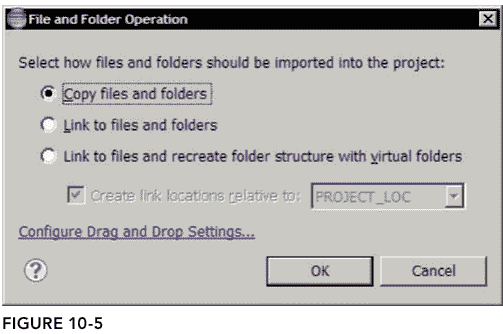 File and Folder Operation
Select how files and folders should be imported into the project:
Copy files and folders
Link to files and folders
Link to files and recreate folder structure with virtual folders
Create link locations relative to: PROJECT_LOC
Configure Drag and Drop Settings...
? OK Cancel
FIGURE 10-5